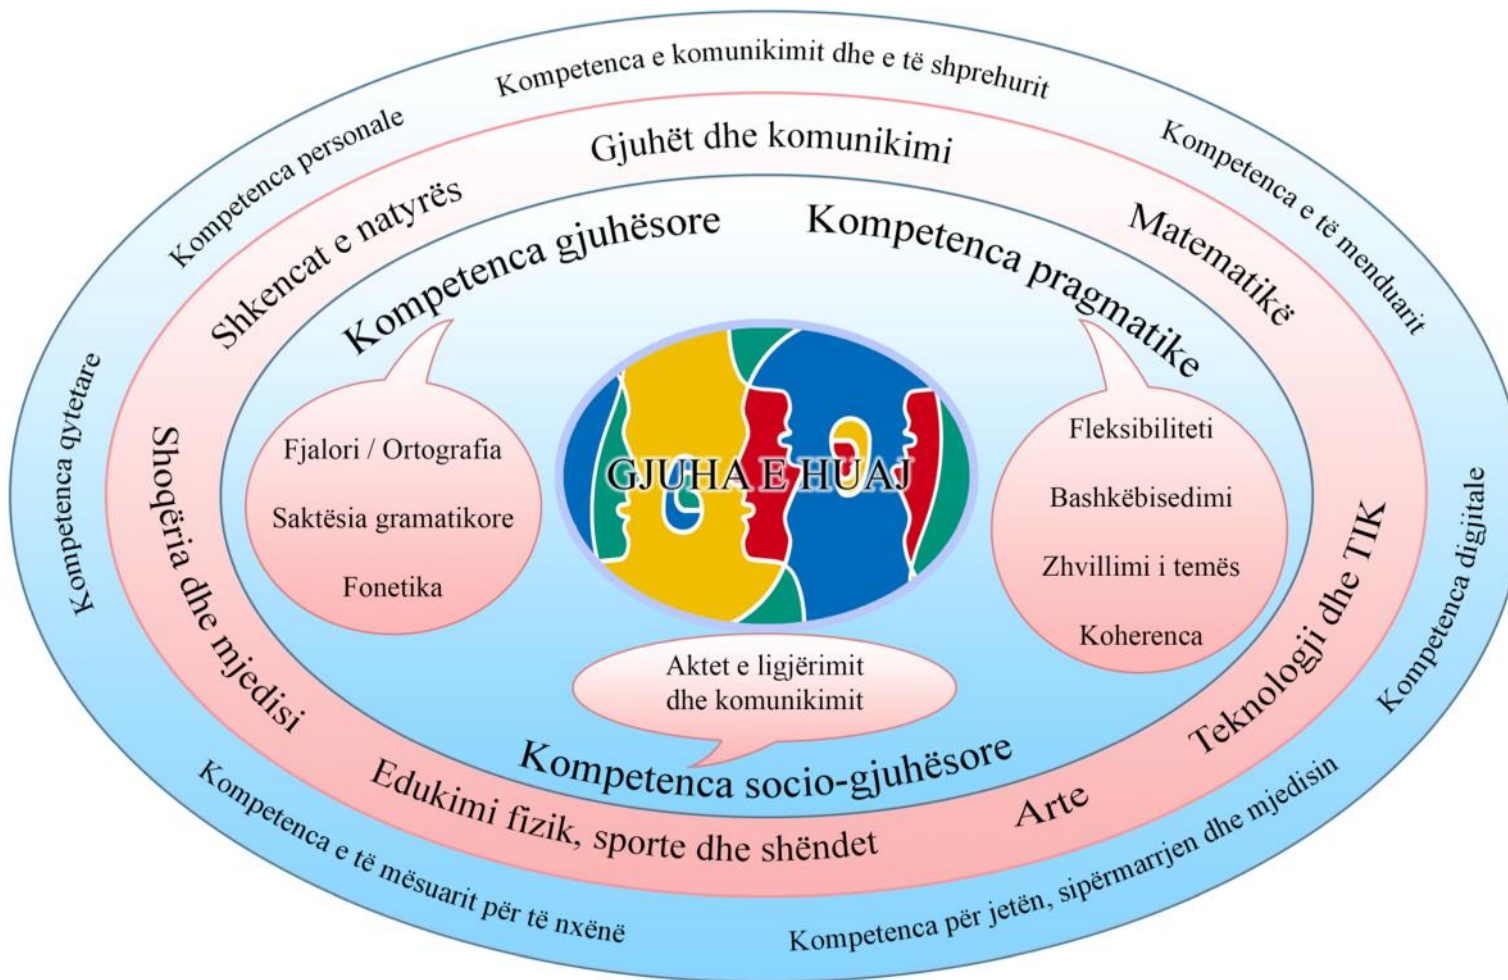 Kompetenca e komunikimit dhe e të shprehurit
Kompetenca personale
Kompetenca e të menduarit
Kompetenca qytetare
Kompetenca digjitale
Kompetenca e të mësuarit për të nxënë
Kompetenca për jetën, sipërmarrjen dhe mjedisin
Gjuhët dhe komunikimi
Shkencat e natyrës
Matematikë
Shoqëria dhe mjedisi
Teknologji dhe TIK
Edukimi fizik, sporte dhe shëndet
Arte
Kompetenca gjuhësore
Kompetenca pragmatike
Fjalori / Ortografia
Saktësia gramatikore
Fonetika
GJUHA E HUAJ
Fleksibiliteti
Bashkëbisedimi
Zhvillimi i temës
Koherenca
Aktet e ligjërimit
dhe komunikimit
Kompetenca socio-gjuhësore